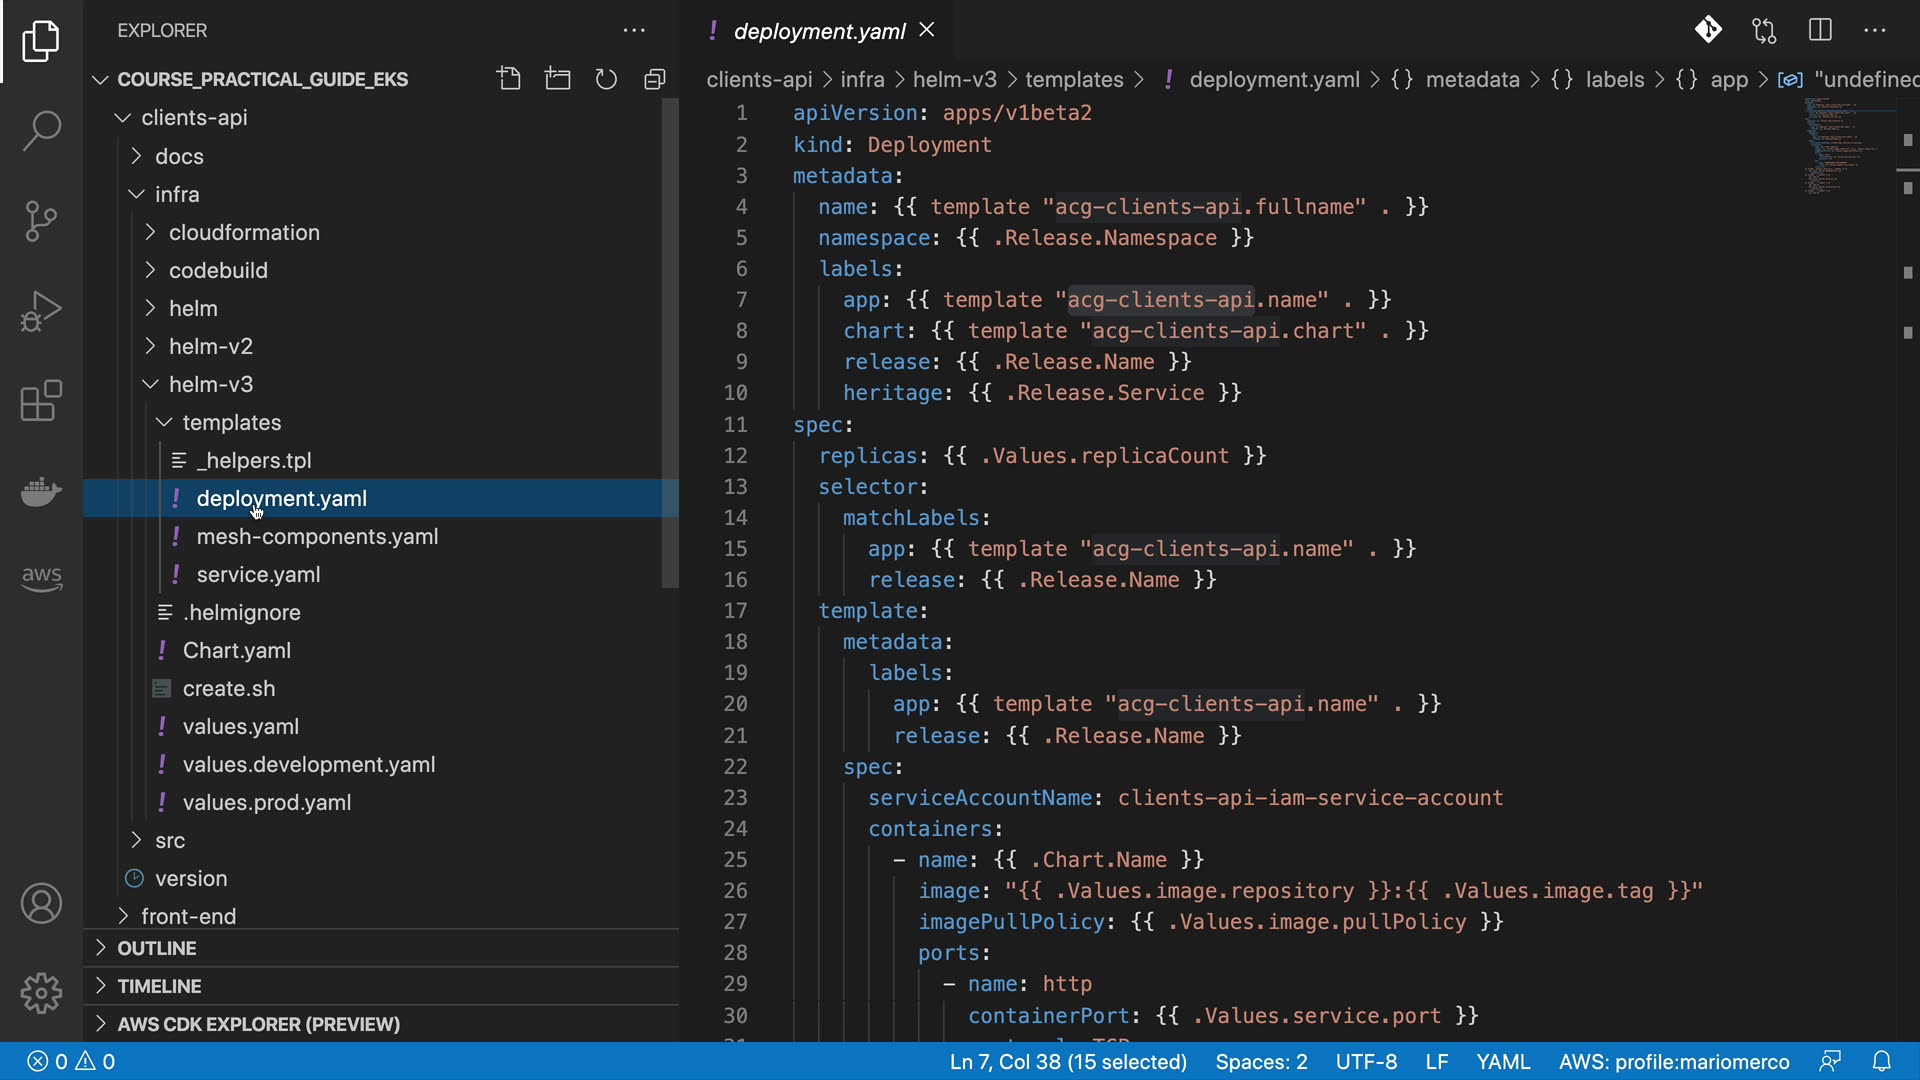 EXPLORER
COURSE_PRACTICAL_GUIDE_EKS
clients-api
docs
infra
cloudformation
codebuild
helm
helm-v2
helm-v3
templates
_helpers.tpl
deployment.yaml
mesh-components.yaml
service.yaml
.helmignore
Chart.yaml
create.sh
values.yaml
values.development.yaml
values.prod.yaml
src
version
front-end
OUTLINE
TIMELINE
AWS CDK EXPLORER (PREVIEW)
aws
! deployment.yaml
clients-api > infra > helm-v3 > templates > ! deployment.yaml > {} metadata > {} labels > {} app > "undefined
1 apiVersion: apps/v1beta2
2 kind: Deployment
3 metadata:
4 name: {{ template "acg-clients-api.fullname" . }}
5 namespace: {{ .Release.Namespace }}
6 labels:
7 app: {{ template "acg-clients-api.name" . }}
8 chart: {{ template "acg-clients-api.chart" . }}
9 release: {{ .Release.Name }}
10 heritage: {{ .Release.Service }}
11 spec:
12 replicas: {{ .Values.replicaCount }}
13 selector:
14 matchLabels:
15 app: {{ template "acg-clients-api.name" . }}
16 release: {{ .Release.Name }}
17 template:
18 metadata:
19 labels:
20 app: {{ template "acg-clients-api.name" . }}
21 release: {{ .Release.Name }}
22 spec:
23 serviceAccountName: clients-api-iam-service-account
24 containers:
25 - name: {{ .Chart.Name }}
26 image: "{{ .Values.image.repository }}:{{ .Values.image.tag }}"
27 imagePullPolicy: {{ .Values.image.pullPolicy }}
28 ports:
29 - name: http
30 containerPort: {{ .Values.service.port }}
0 0
Ln 7, Col 38 (15 selected) Spaces: 2 UTF-8 LF YAML AWS: profile:mariomerco